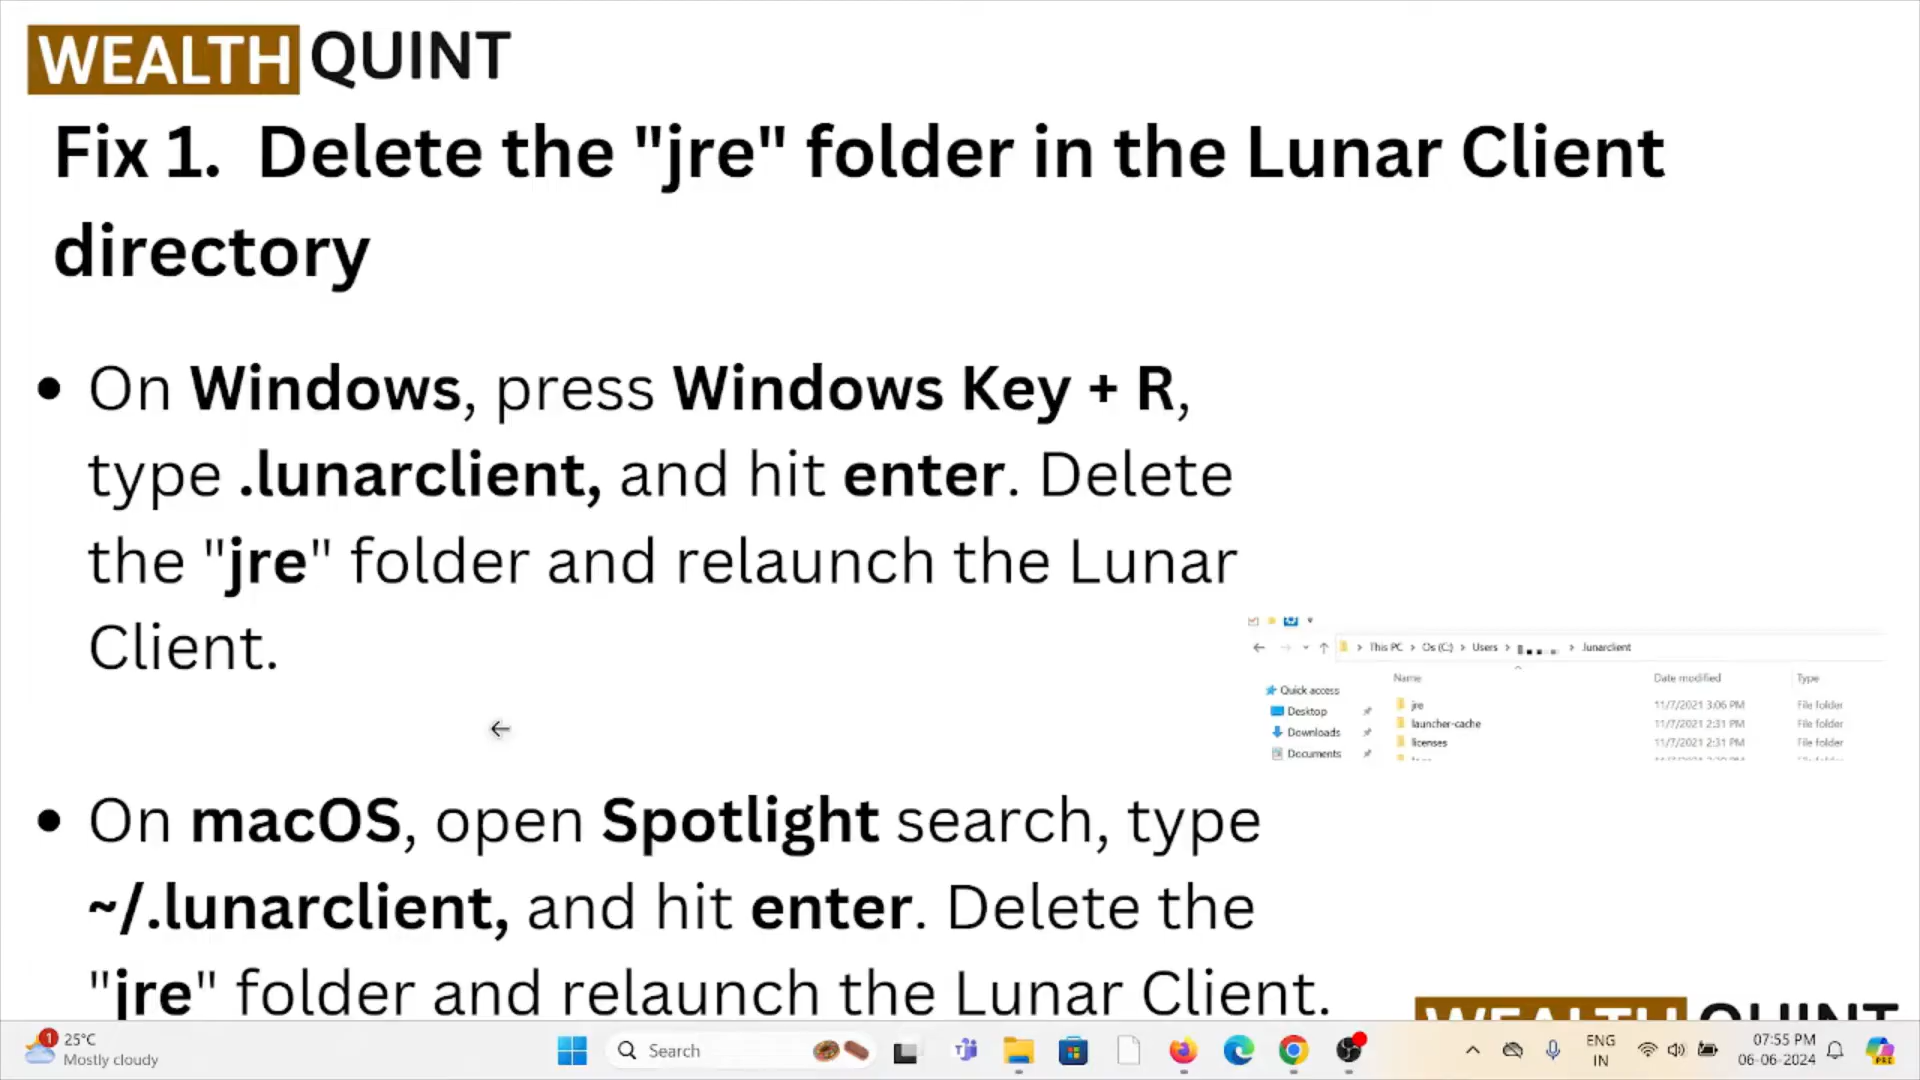 WEALTH QUINT
Fix 1. Delete the "jre" folder in the Lunar Client
directory
• On Windows, press Windows Key + R,
type .lunarclient, and hit enter. Delete
the "jre" folder and relaunch the Lunar
Client.
This PC > Os (C:) > Users > > .lunarclient
Name Date modified Type
Quick access
jre 11/7/2021 3:06 PM File folder
Desktop
launcher-cache 11/7/2021 2:31 PM File folder
Downloads
licenses 11/7/2021 2:31 PM File folder
Documents
• On macOS, open Spotlight search, type
~/.lunarclient, and hit enter. Delete the
"jre" folder and relaunch the Lunar Client.
WEALTH QUINT
1
25°C
Mostly cloudy
Search
ENG
IN
07:55 PM
06-06-2024
PRE